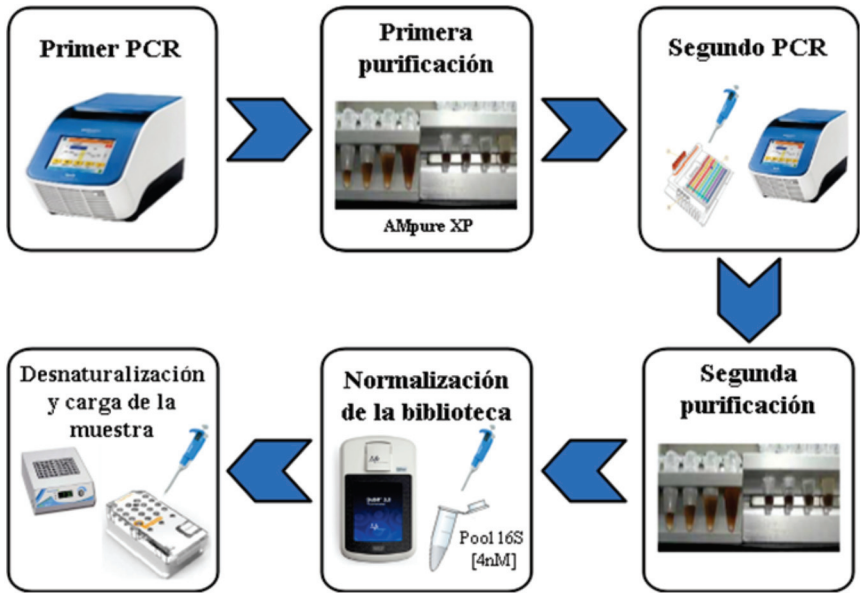 Primer PCR
Primera
purificación
AMpure XP
Segundo PCR
Segunda
purificación
Normalización
de la biblioteca
Pool 16S
[4nM]
Desnaturalización
y carga de la
muestra